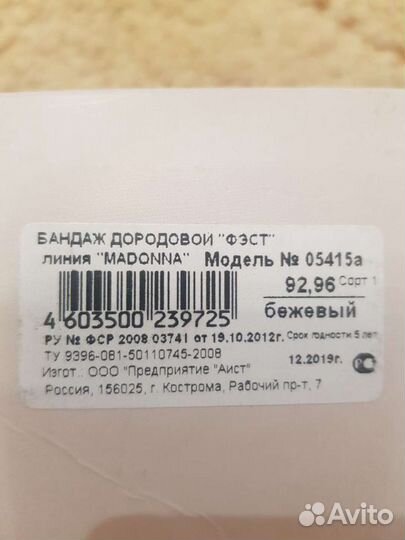 БАНДАЖ ДОРОДОВОЙ "ФЭСТ"
линия "MADONNA" Модель № 05415а
92,96 Сорт 1
бежевый
4 603500 239725
РУ № ФСР 2008 03741 от 19.10.2012г. Срок годности 5 лет
ТУ 9396-081-50110745-2008
12.2019г.
Изгот.: ООО "Предприятие "Аист"
Россия, 156025, г. Кострома, Рабочий пр-т, 7
Avito